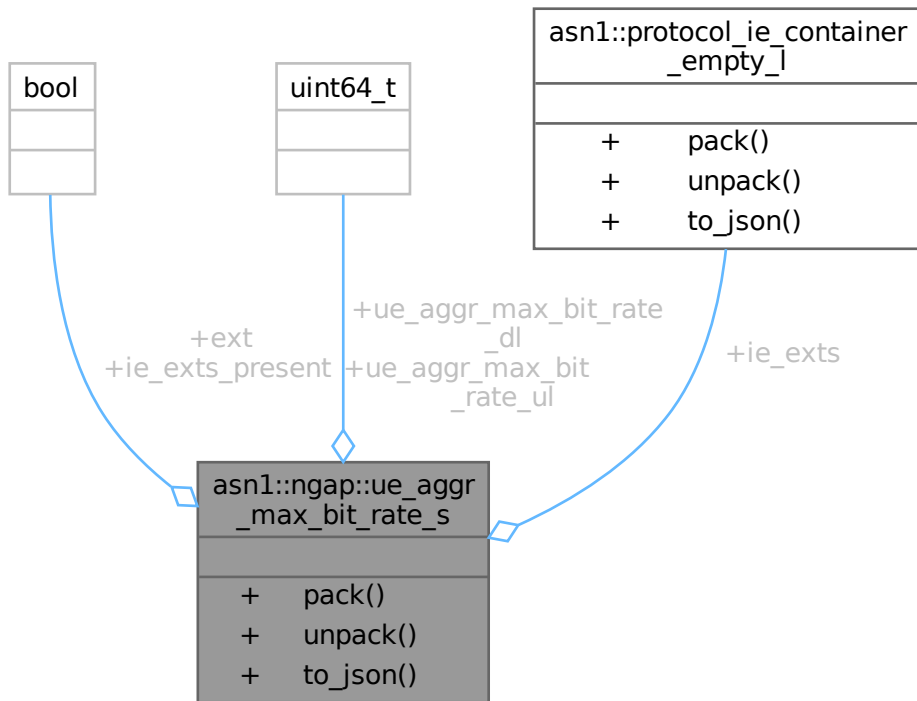 asn1::protocol_ie_container
_empty_l
+ pack()
+ unpack()
+ to_json()
bool
uint64_t
+ext
+ie_exts_present
+ue_aggr_max_bit_rate
_dl
+ue_aggr_max_bit
_rate_ul
+ie_exts
asn1::ngap::ue_aggr
_max_bit_rate_s
+ pack()
+ unpack()
+ to_json()